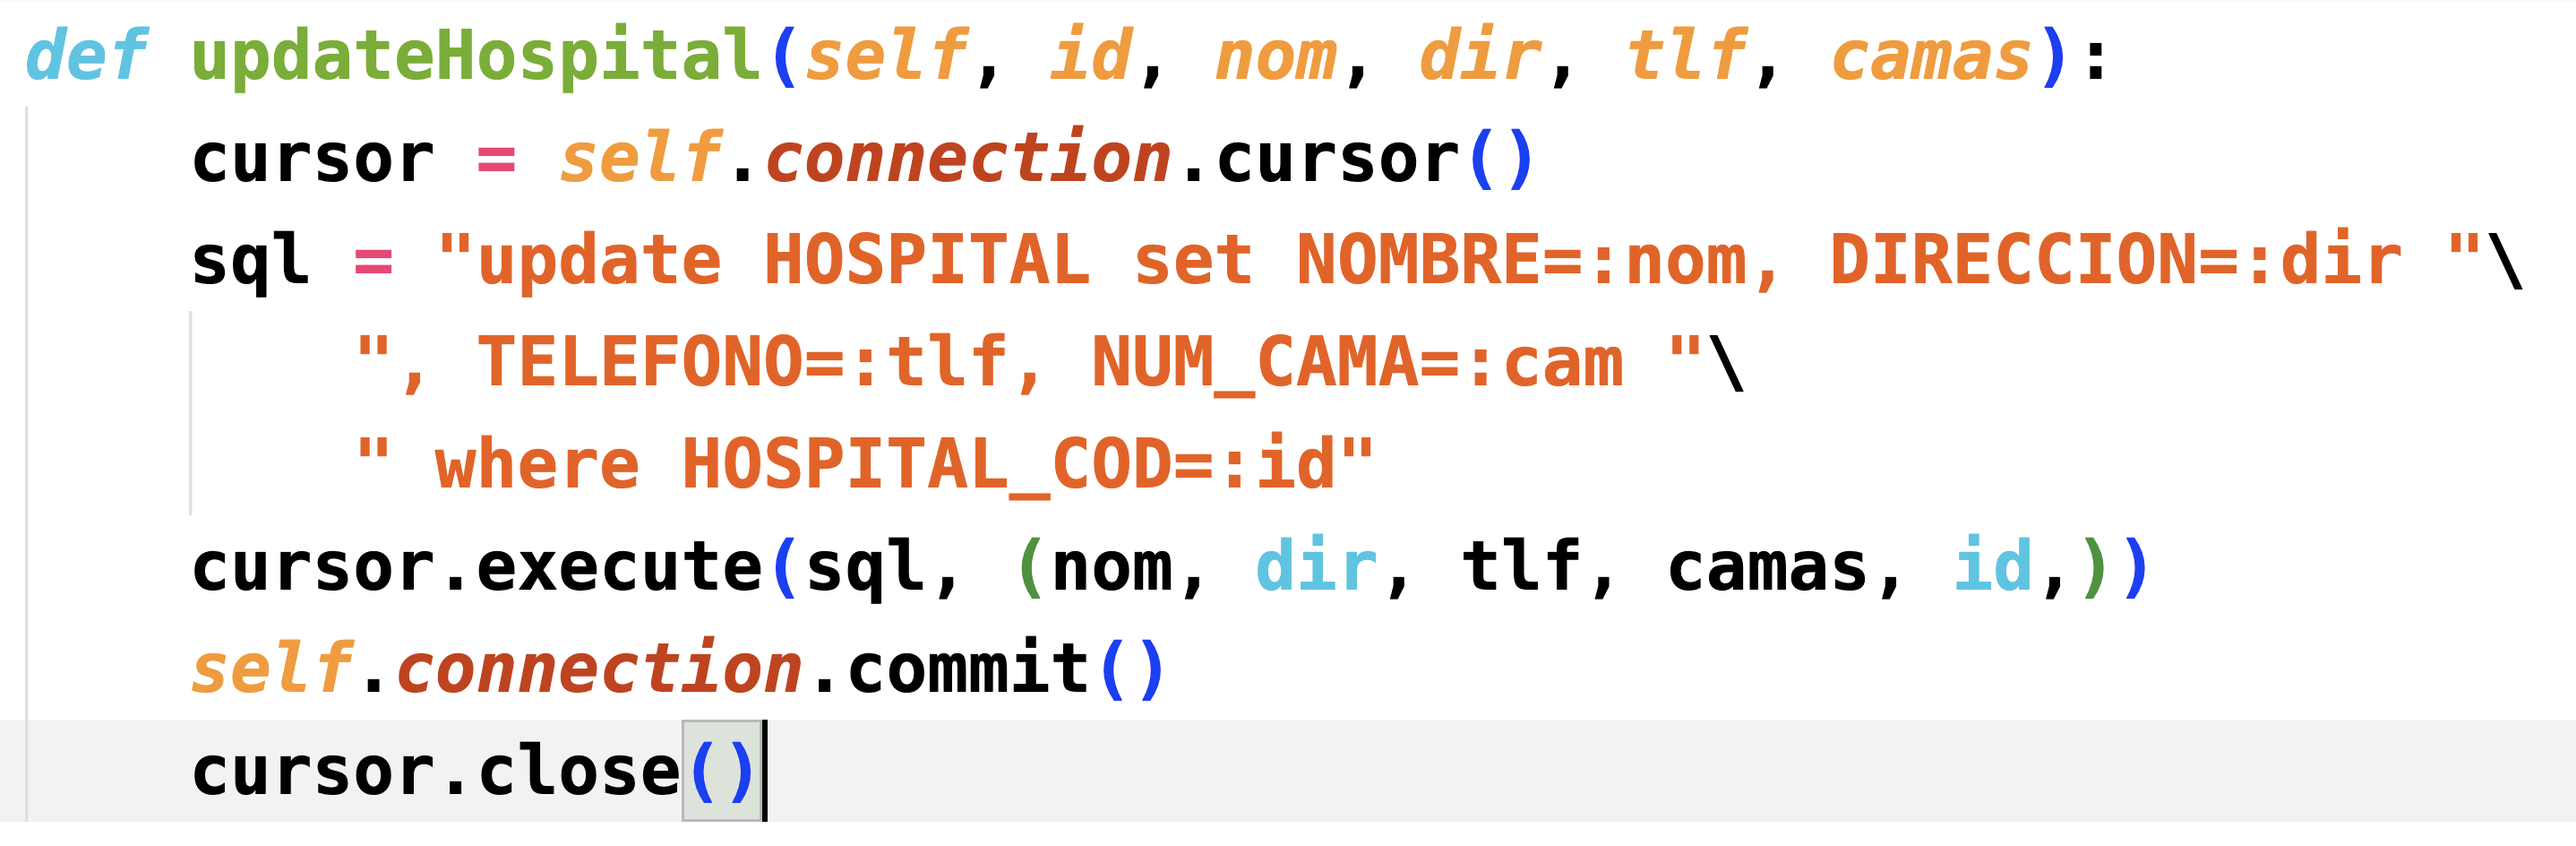 def updateHospital(self, id, nom, dir, tlf, camas):
    cursor = self.connection.cursor()
    sql = "update HOSPITAL set NOMBRE=:nom, DIRECCION=:dir "\
        ", TELEFONO=:tlf, NUM_CAMA=:cam "\
        " where HOSPITAL_COD=:id"
    cursor.execute(sql, (nom, dir, tlf, camas, id,))
    self.connection.commit()
    cursor.close()